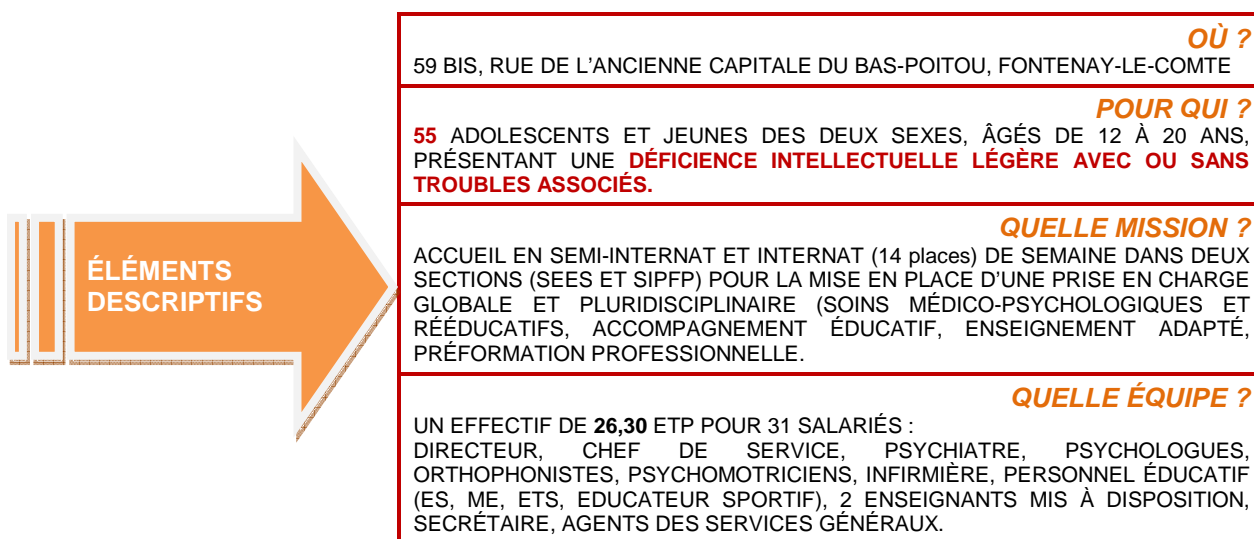 ÉLÉMENTS
DESCRIPTIFS
OÙ ?
59 BIS, RUE DE L'ANCIENNE CAPITALE DU BAS-POITOU, FONTENAY-LE-COMTE
POUR QUI ?
55 ADOLESCENTS ET JEUNES DES DEUX SEXES, ÂGÉS DE 12 À 20 ANS,
PRÉSENTANT UNE DÉFICIENCE INTELLECTUELLE LÉGÈRE AVEC OU SANS
TROUBLES ASSOCIÉS.
QUELLE MISSION ?
ACCUEIL EN SEMI-INTERNAT ET INTERNAT (14 places) DE SEMAINE DANS DEUX
SECTIONS (SEES ET SIPFP) POUR LA MISE EN PLACE D'UNE PRISE EN CHARGE
GLOBALE ET PLURIDISCIPLINAIRE (SOINS MÉDICO-PSYCHOLOGIQUES ET
RÉÉDUCATIFS, ACCOMPAGNEMENT ÉDUCATIF, ENSEIGNEMENT ADAPTÉ,
PRÉFORMATION PROFESSIONNELLE.
QUELLE ÉQUIPE ?
UN EFFECTIF DE 26,30 ETP POUR 31 SALARIÉS :
DIRECTEUR, CHEF DE SERVICE, PSYCHIATRE, PSYCHOLOGUES,
ORTHOPHONISTES, PSYCHOMOTRICIENS, INFIRMIÈRE, PERSONNEL ÉDUCATIF
(ES, ME, ETS, EDUCATEUR SPORTIF), 2 ENSEIGNANTS MIS À DISPOSITION,
SECRÉTAIRE, AGENTS DES SERVICES GÉNÉRAUX.